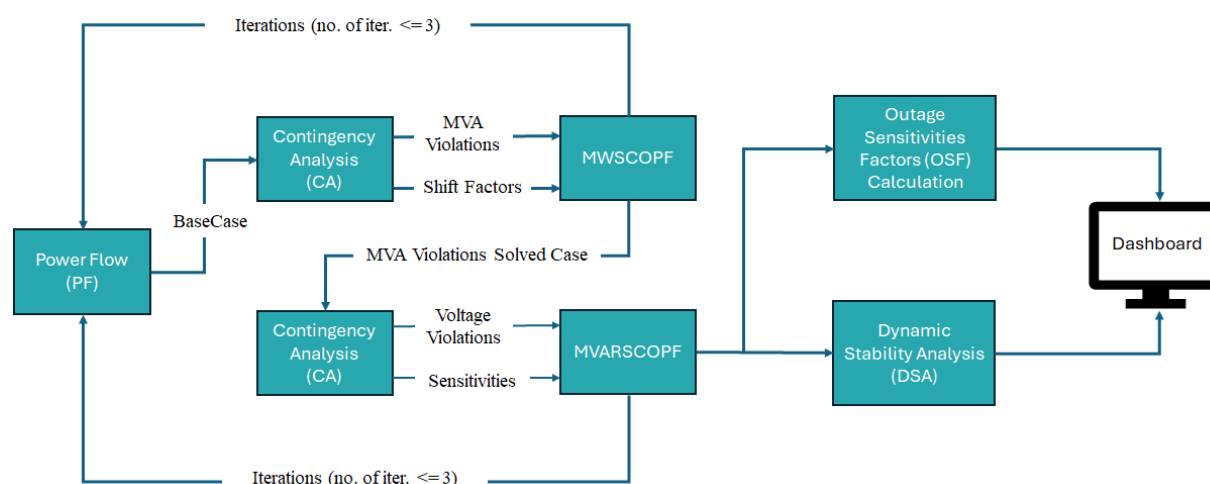 Iterations (no. of iter. <= 3)
MVA
Violations
Contingency
Analysis
(CA)
Shift Factors
MWSCOPF
Outage
Sensitivities
Factors (OSF)
Calculation
BaseCase
Power Flow
(PF)
MVA Violations Solved Case
Dashboard
Contingency
Analysis
(CA)
Voltage
Violations
Sensitivities
MVARSCOPF
Dynamic
Stability Analysis
(DSA)
Iterations (no. of iter. <= 3)